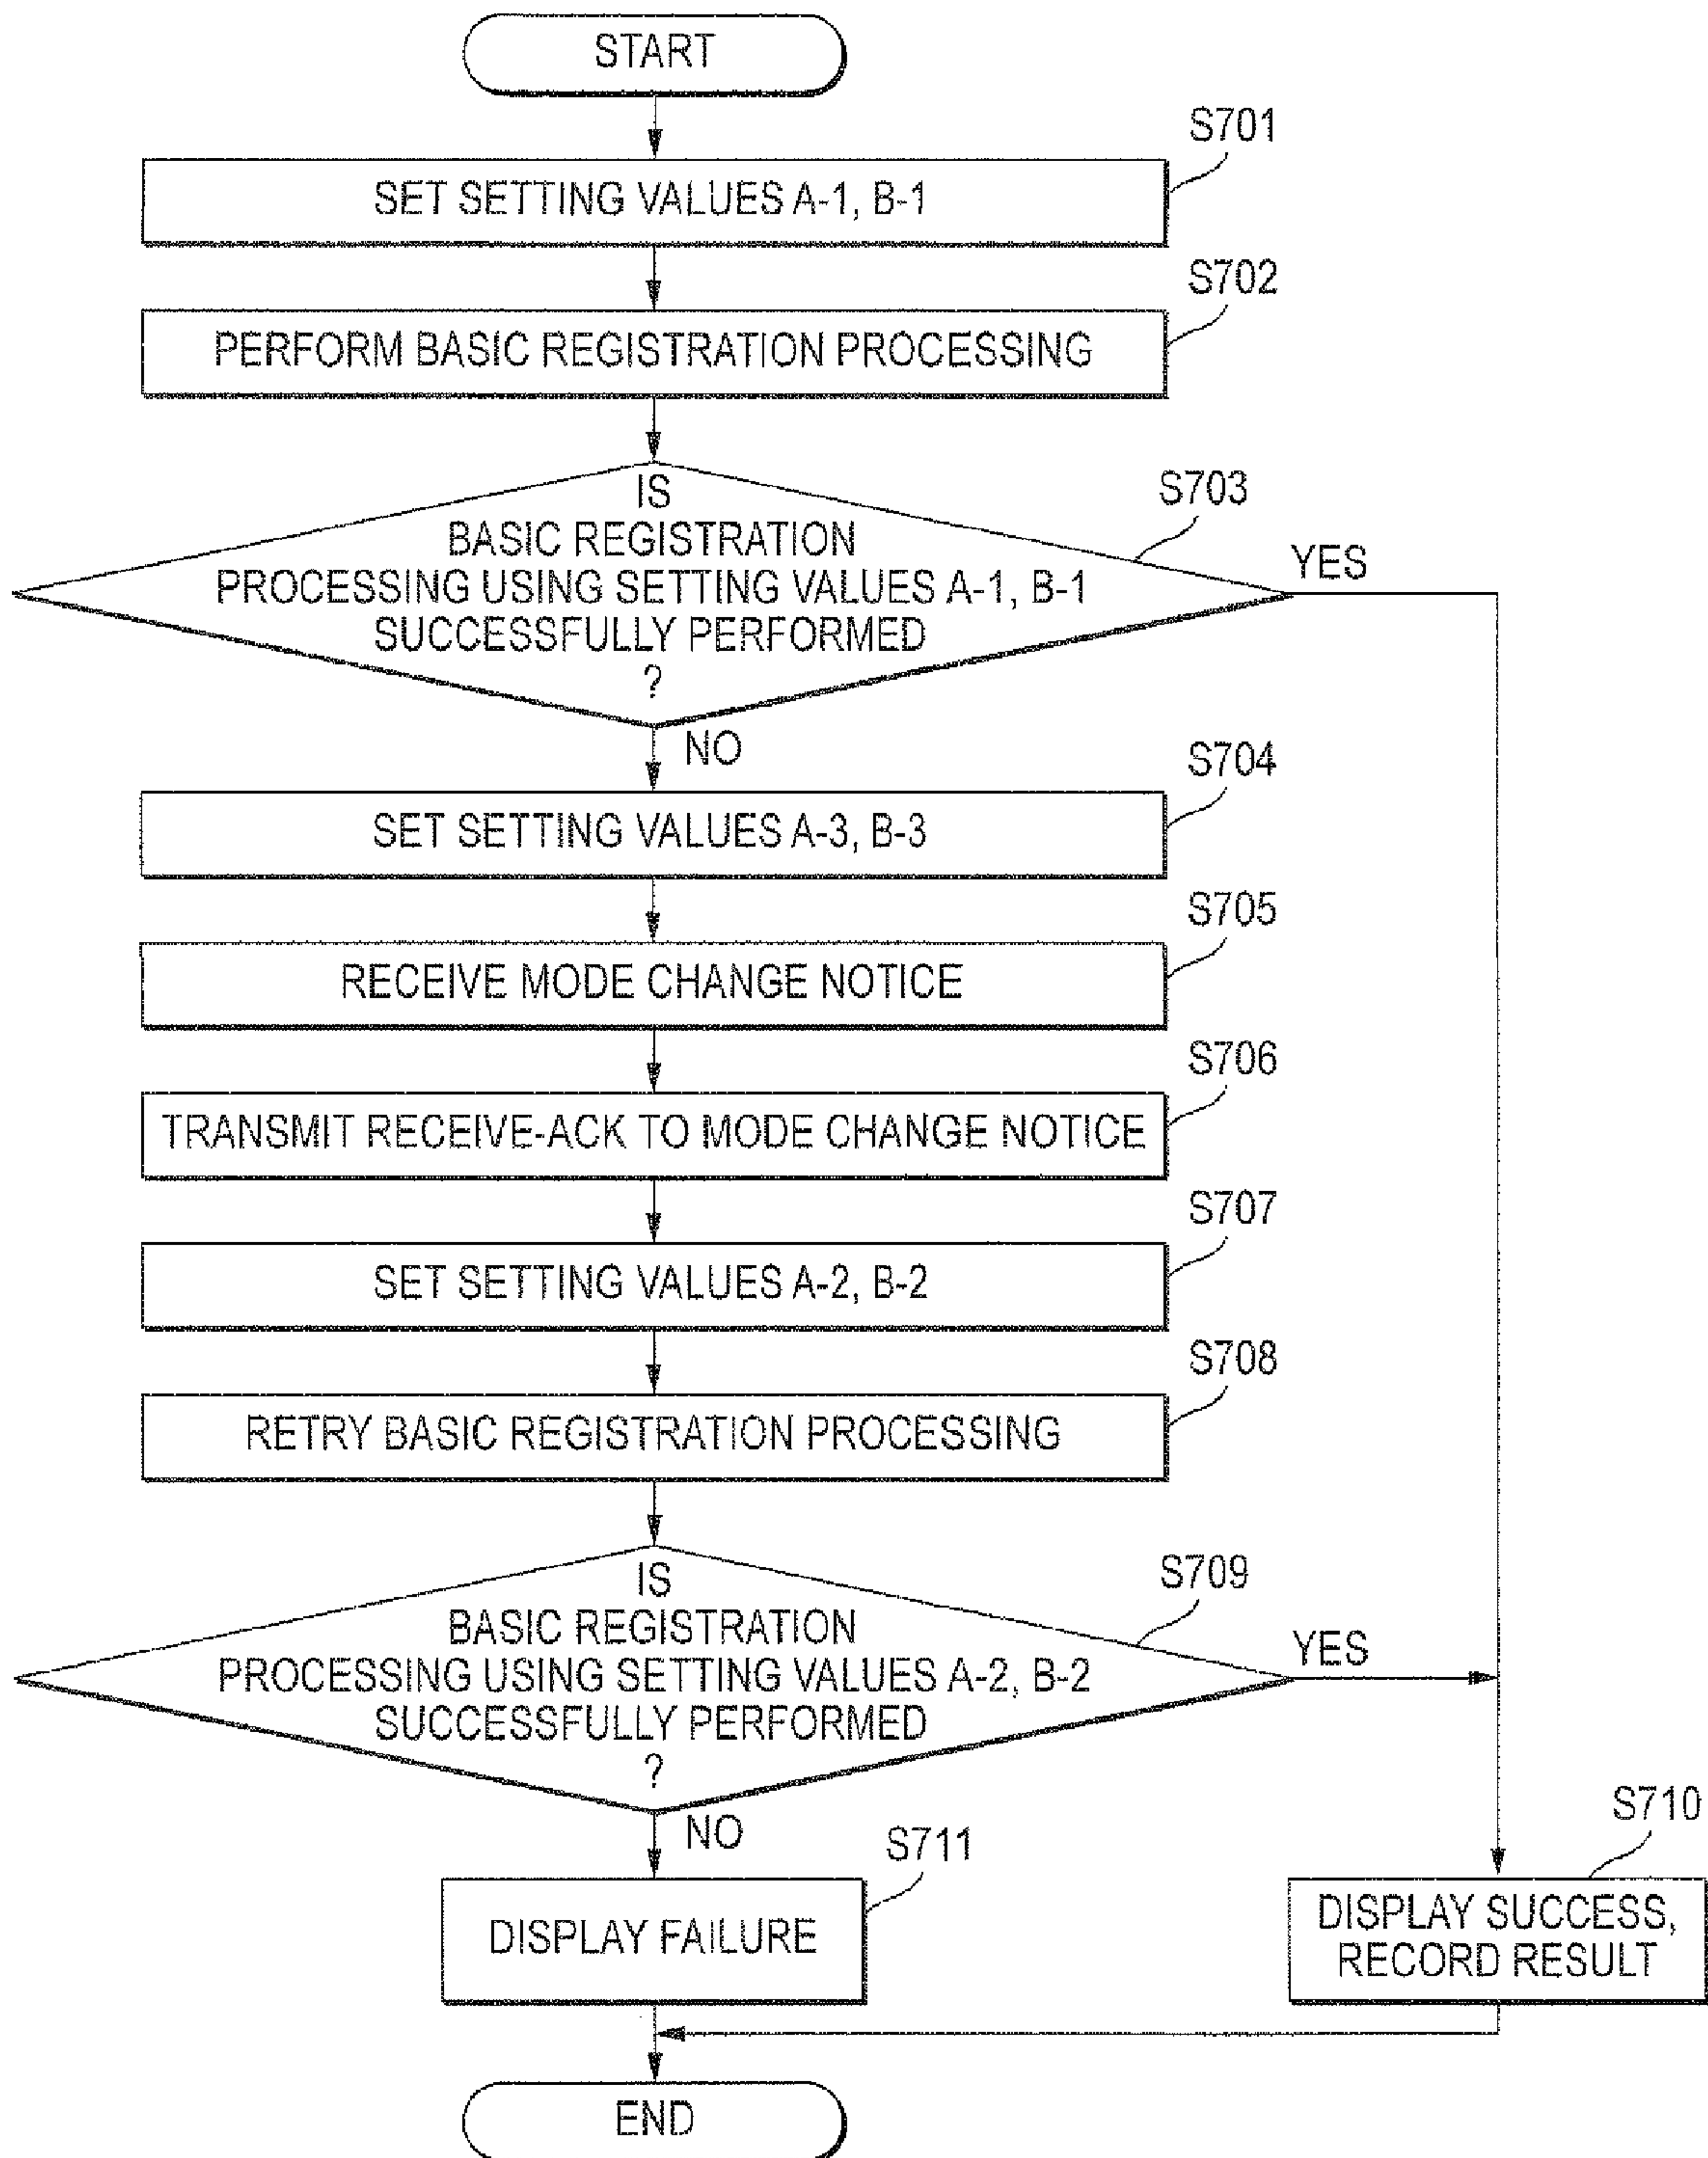 START
S701
SET SETTING VALUES A-1, B-1
S702
PERFORM BASIC REGISTRATION PROCESSING
S703
IS
BASIC REGISTRATION
PROCESSING USING SETTING VALUES A-1, B-1
SUCCESSFULLY PERFORMED
?
YES
NO
S704
SET SETTING VALUES A-3, B-3
S705
RECEIVE MODE CHANGE NOTICE
S706
TRANSMIT RECEIVE-ACK TO MODE CHANGE NOTICE
S707
SET SETTING VALUES A-2, B-2
S708
RETRY BASIC REGISTRATION PROCESSING
S709
IS
BASIC REGISTRATION
PROCESSING USING SETTING VALUES A-2, B-2
SUCCESSFULLY PERFORMED
?
YES
NO
S711
DISPLAY FAILURE
S710
DISPLAY SUCCESS,
RECORD RESULT
END